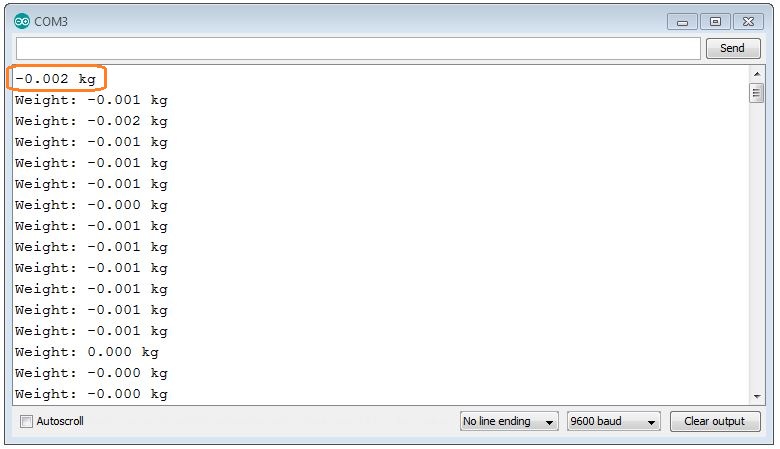 COM3
Send
-0.002 kg
Weight: -0.001 kg
Weight: -0.002 kg
Weight: -0.001 kg
Weight: -0.001 kg
Weight: -0.001 kg
Weight: -0.000 kg
Weight: -0.001 kg
Weight: -0.001 kg
Weight: -0.001 kg
Weight: -0.001 kg
Weight: -0.001 kg
Weight: -0.001 kg
Weight: 0.000 kg
Weight: -0.000 kg
Weight: -0.000 kg
Autoscroll No line ending 9600 baud Clear output